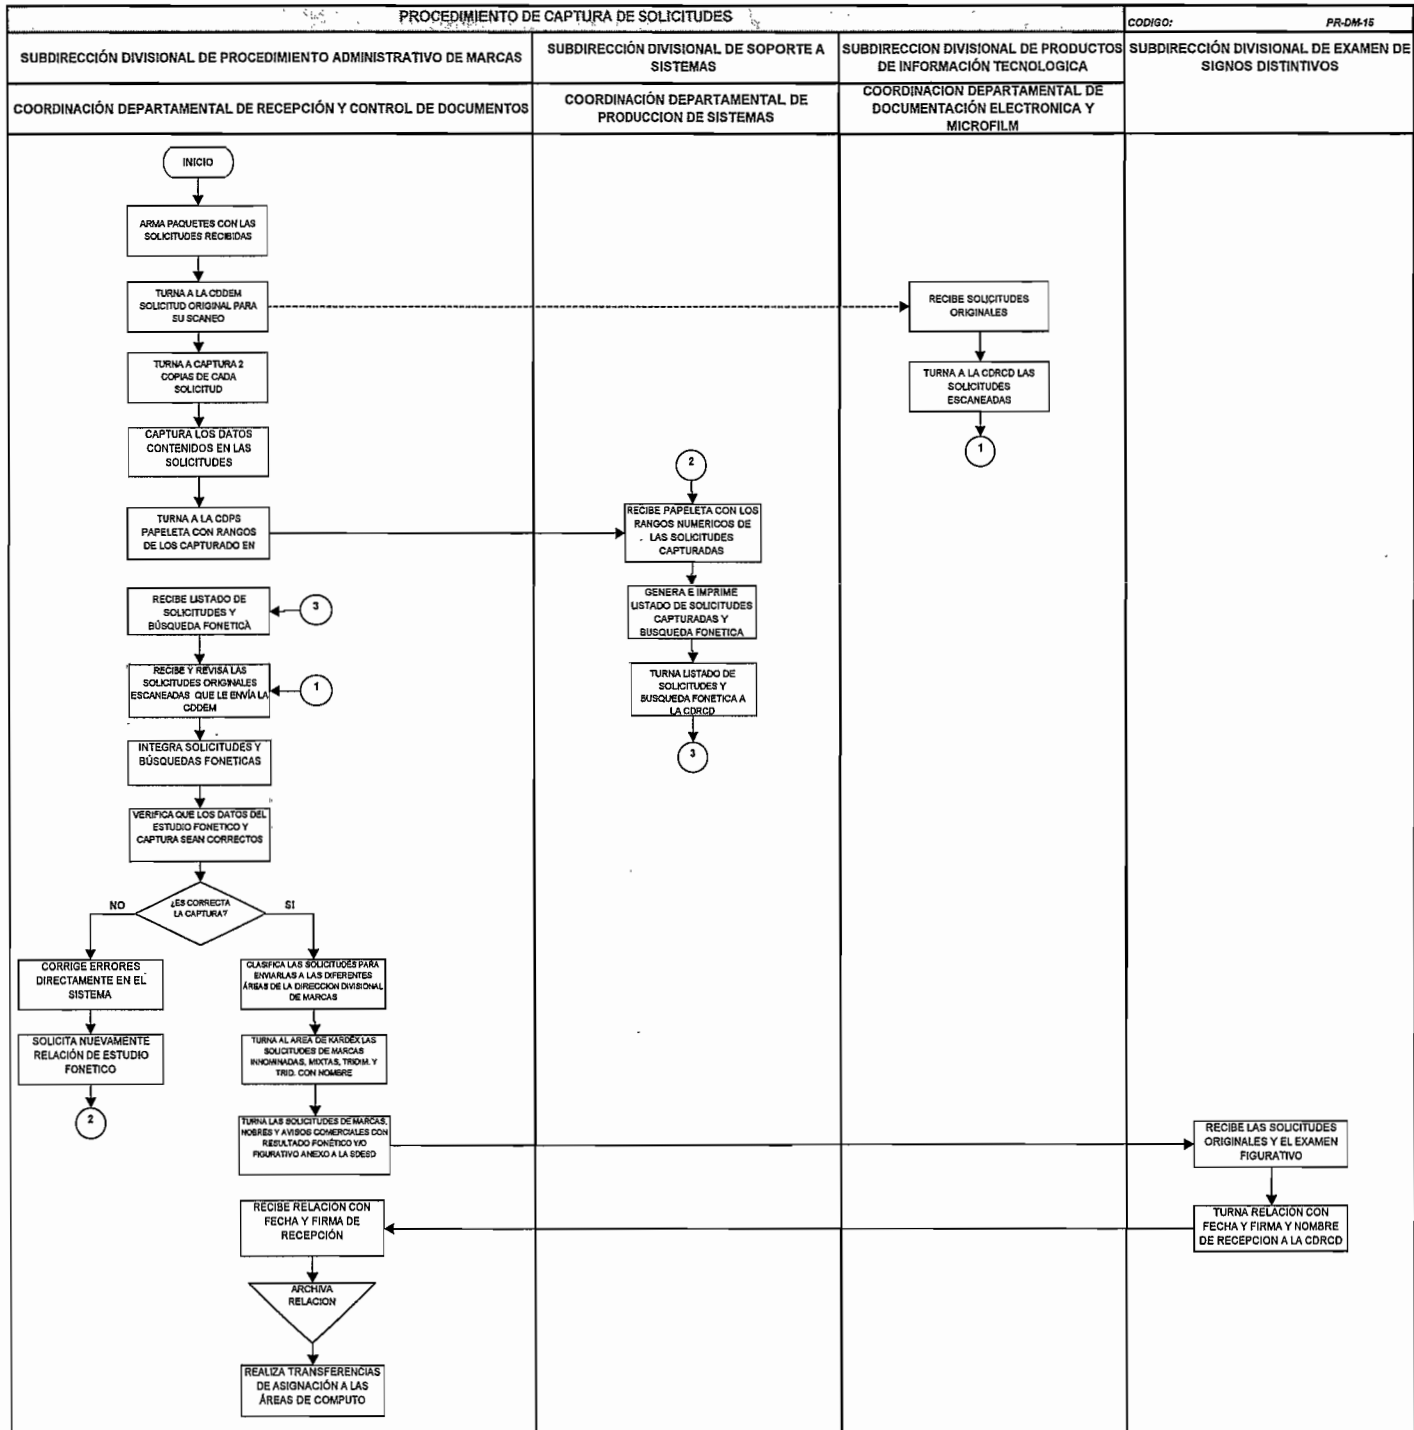 PROCEDIMIENTO DE CAPTURA DE SOLICITUDES
CODIGO: PR-DM-15
SUBDIRECCIÓN DIVISIONAL DE PROCEDIMIENTO ADMINISTRATIVO DE MARCAS
SUBDIRECCIÓN DIVISIONAL DE SOPORTE A
SISTEMAS
SUBDIRECCION DIVISIONAL DE PRODUCTOS
DE INFORMACIÓN TECNOLOGICA
SUBDIRECCIÓN DIVISIONAL DE EXAMEN DE
SIGNOS DISTINTIVOS
COORDINACIÓN DEPARTAMENTAL DE RECEPCIÓN Y CONTROL DE DOCUMENTOS
COORDINACIÓN DEPARTAMENTAL DE
PRODUCCION DE SISTEMAS
COORDINACION DEPARTAMENTAL DE
DOCUMENTACIÓN ELECTRONICA Y
MICROFILM
INICIO
ARMA PAQUETES CON LAS
SOLICITUDES RECIBIDAS
TURNA A LA CDDEM
SOLICITUD ORIGINAL PARA
SU SCANEO
RECIBE SOLICITUDES
ORIGINALES
TURNA A CAPTURA 2
COPIAS DE CADA
SOLICITUD
TURNA A LA CDRCD LAS
SOLICITUDES
ESCANEADAS
CAPTURA LOS DATOS
CONTENIDOS EN LAS
SOLICITUDES
1
2
TURNA A LA CDPS
PAPELETA CON RANGOS
DE LOS CAPTURADO EN
RECIBE PAPELETA CON LOS
RANGOS NUMERICOS DE
LAS SOLICITUDES
CAPTURADAS
RECIBE LISTADO DE
SOLICITUDES Y
BÚSQUEDA FONETICA
3
GENERA E IMPRIME
LISTADO DE SOLICITUDES
CAPTURADAS Y
BUSQUEDA FONETICA
RECIBE Y REVISA LAS
SOLICITUDES ORIGINALES
ESCANEADAS QUE LE ENVÍA LA
CDDEM
1
TURNA LISTADO DE
SOLICITUDES Y
BUSQUEDA FONETICA A
LA CDRCD
3
INTEGRA SOLICITUDES Y
BÚSQUEDAS FONETICAS
VERIFICA QUE LOS DATOS DEL
ESTUDIO FONETICO Y
CAPTURA SEAN CORRECTOS
¿ES CORRECTA
LA CAPTURA?
NO
SI
CORRIGE ERRORES
DIRECTAMENTE EN EL
SISTEMA
CLASIFICA LAS SOLICITUDES PARA
ENVIARLAS A LAS DIFERENTES
ÁREAS DE LA DIRECCION DIVISIONAL
DE MARCAS
SOLICITA NUEVAMENTE
RELACIÓN DE ESTUDIO
FONETICO
TURNA AL AREA DE KARDEX LAS
SOLICITUDES DE MARCAS
INNOMINADAS, MIXTAS, TRIDIM. Y
TRID. CON NOMBRE
2
TURNA LAS SOLICITUDES DE MARCAS,
NOBRES Y AVISOS COMERCIALES CON
RESULTADO FONÉTICO Y/O
FIGURATIVO ANEXO A LA SDESD
RECIBE LAS SOLICITUDES
ORIGINALES Y EL EXAMEN
FIGURATIVO
RECIBE RELACION CON
FECHA Y FIRMA DE
RECEPCIÓN
TURNA RELACIÓN CON
FECHA Y FIRMA Y NOMBRE
DE RECEPCION A LA CDRCD
ARCHIVA
RELACION
REALIZA TRANSFERENCIAS
DE ASIGNACIÓN A LAS
ÁREAS DE COMPUTO